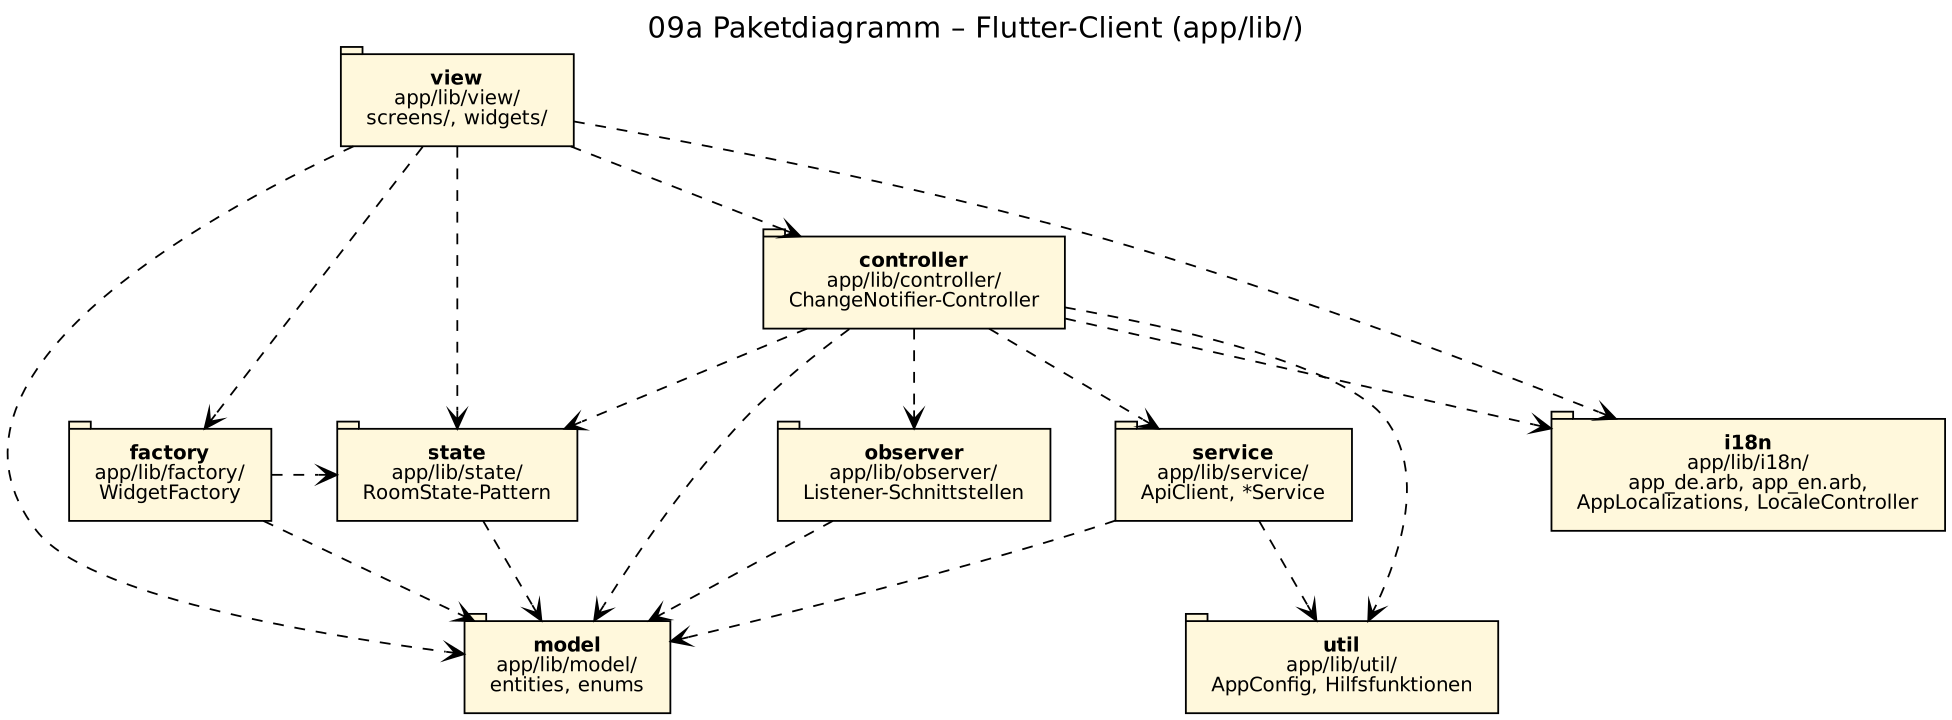 09a Paketdiagramm – Flutter-Client (app/lib/)
view
app/lib/view/
screens/, widgets/
controller
app/lib/controller/
ChangeNotifier-Controller
factory
app/lib/factory/
WidgetFactory
state
app/lib/state/
RoomState-Pattern
observer
app/lib/observer/
Listener-Schnittstellen
service
app/lib/service/
ApiClient, *Service
i18n
app/lib/i18n/
app_de.arb, app_en.arb,
AppLocalizations, LocaleController
model
app/lib/model/
entities, enums
util
app/lib/util/
AppConfig, Hilfsfunktionen